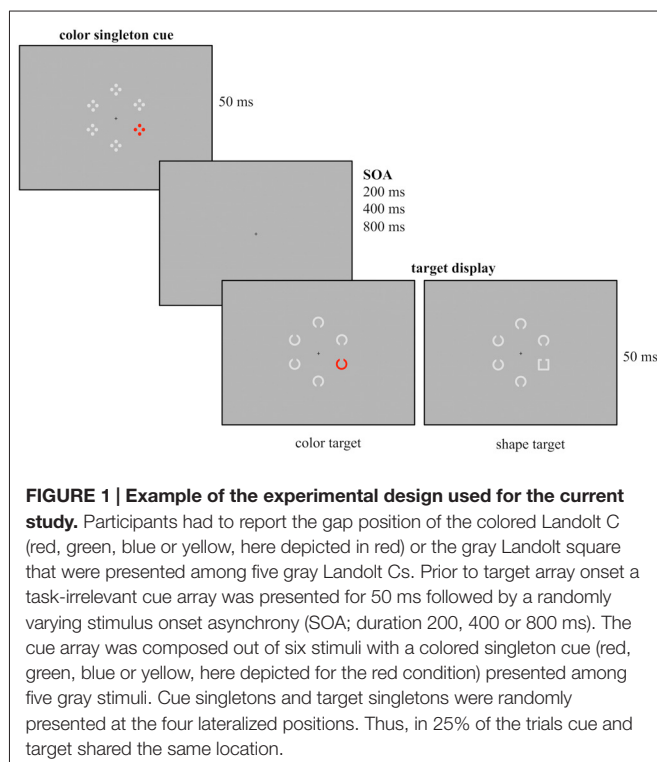 color singleton cue
50 ms
SOA
200 ms
400 ms
800 ms
target display
50 ms
color target
shape target
FIGURE 1 | Example of the experimental design used for the current
study. Participants had to report the gap position of the colored Landolt C
(red, green, blue or yellow, here depicted in red) or the gray Landolt square
that were presented among five gray Landolt Cs. Prior to target array onset a
task-irrelevant cue array was presented for 50 ms followed by a randomly
varying stimulus onset asynchrony (SOA; duration 200, 400 or 800 ms). The
cue array was composed out of six stimuli with a colored singleton cue (red,
green, blue or yellow, here depicted for the red condition) presented among
five gray stimuli. Cue singletons and target singletons were randomly
presented at the four lateralized positions. Thus, in 25% of the trials cue and
target shared the same location.